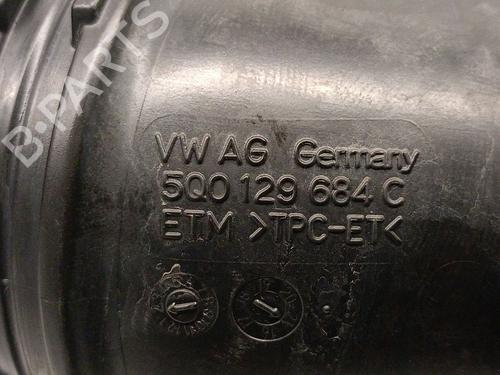 B-PARTS
VW AG Germany
5Q0 129 684 C
ETM >TPC-ET<